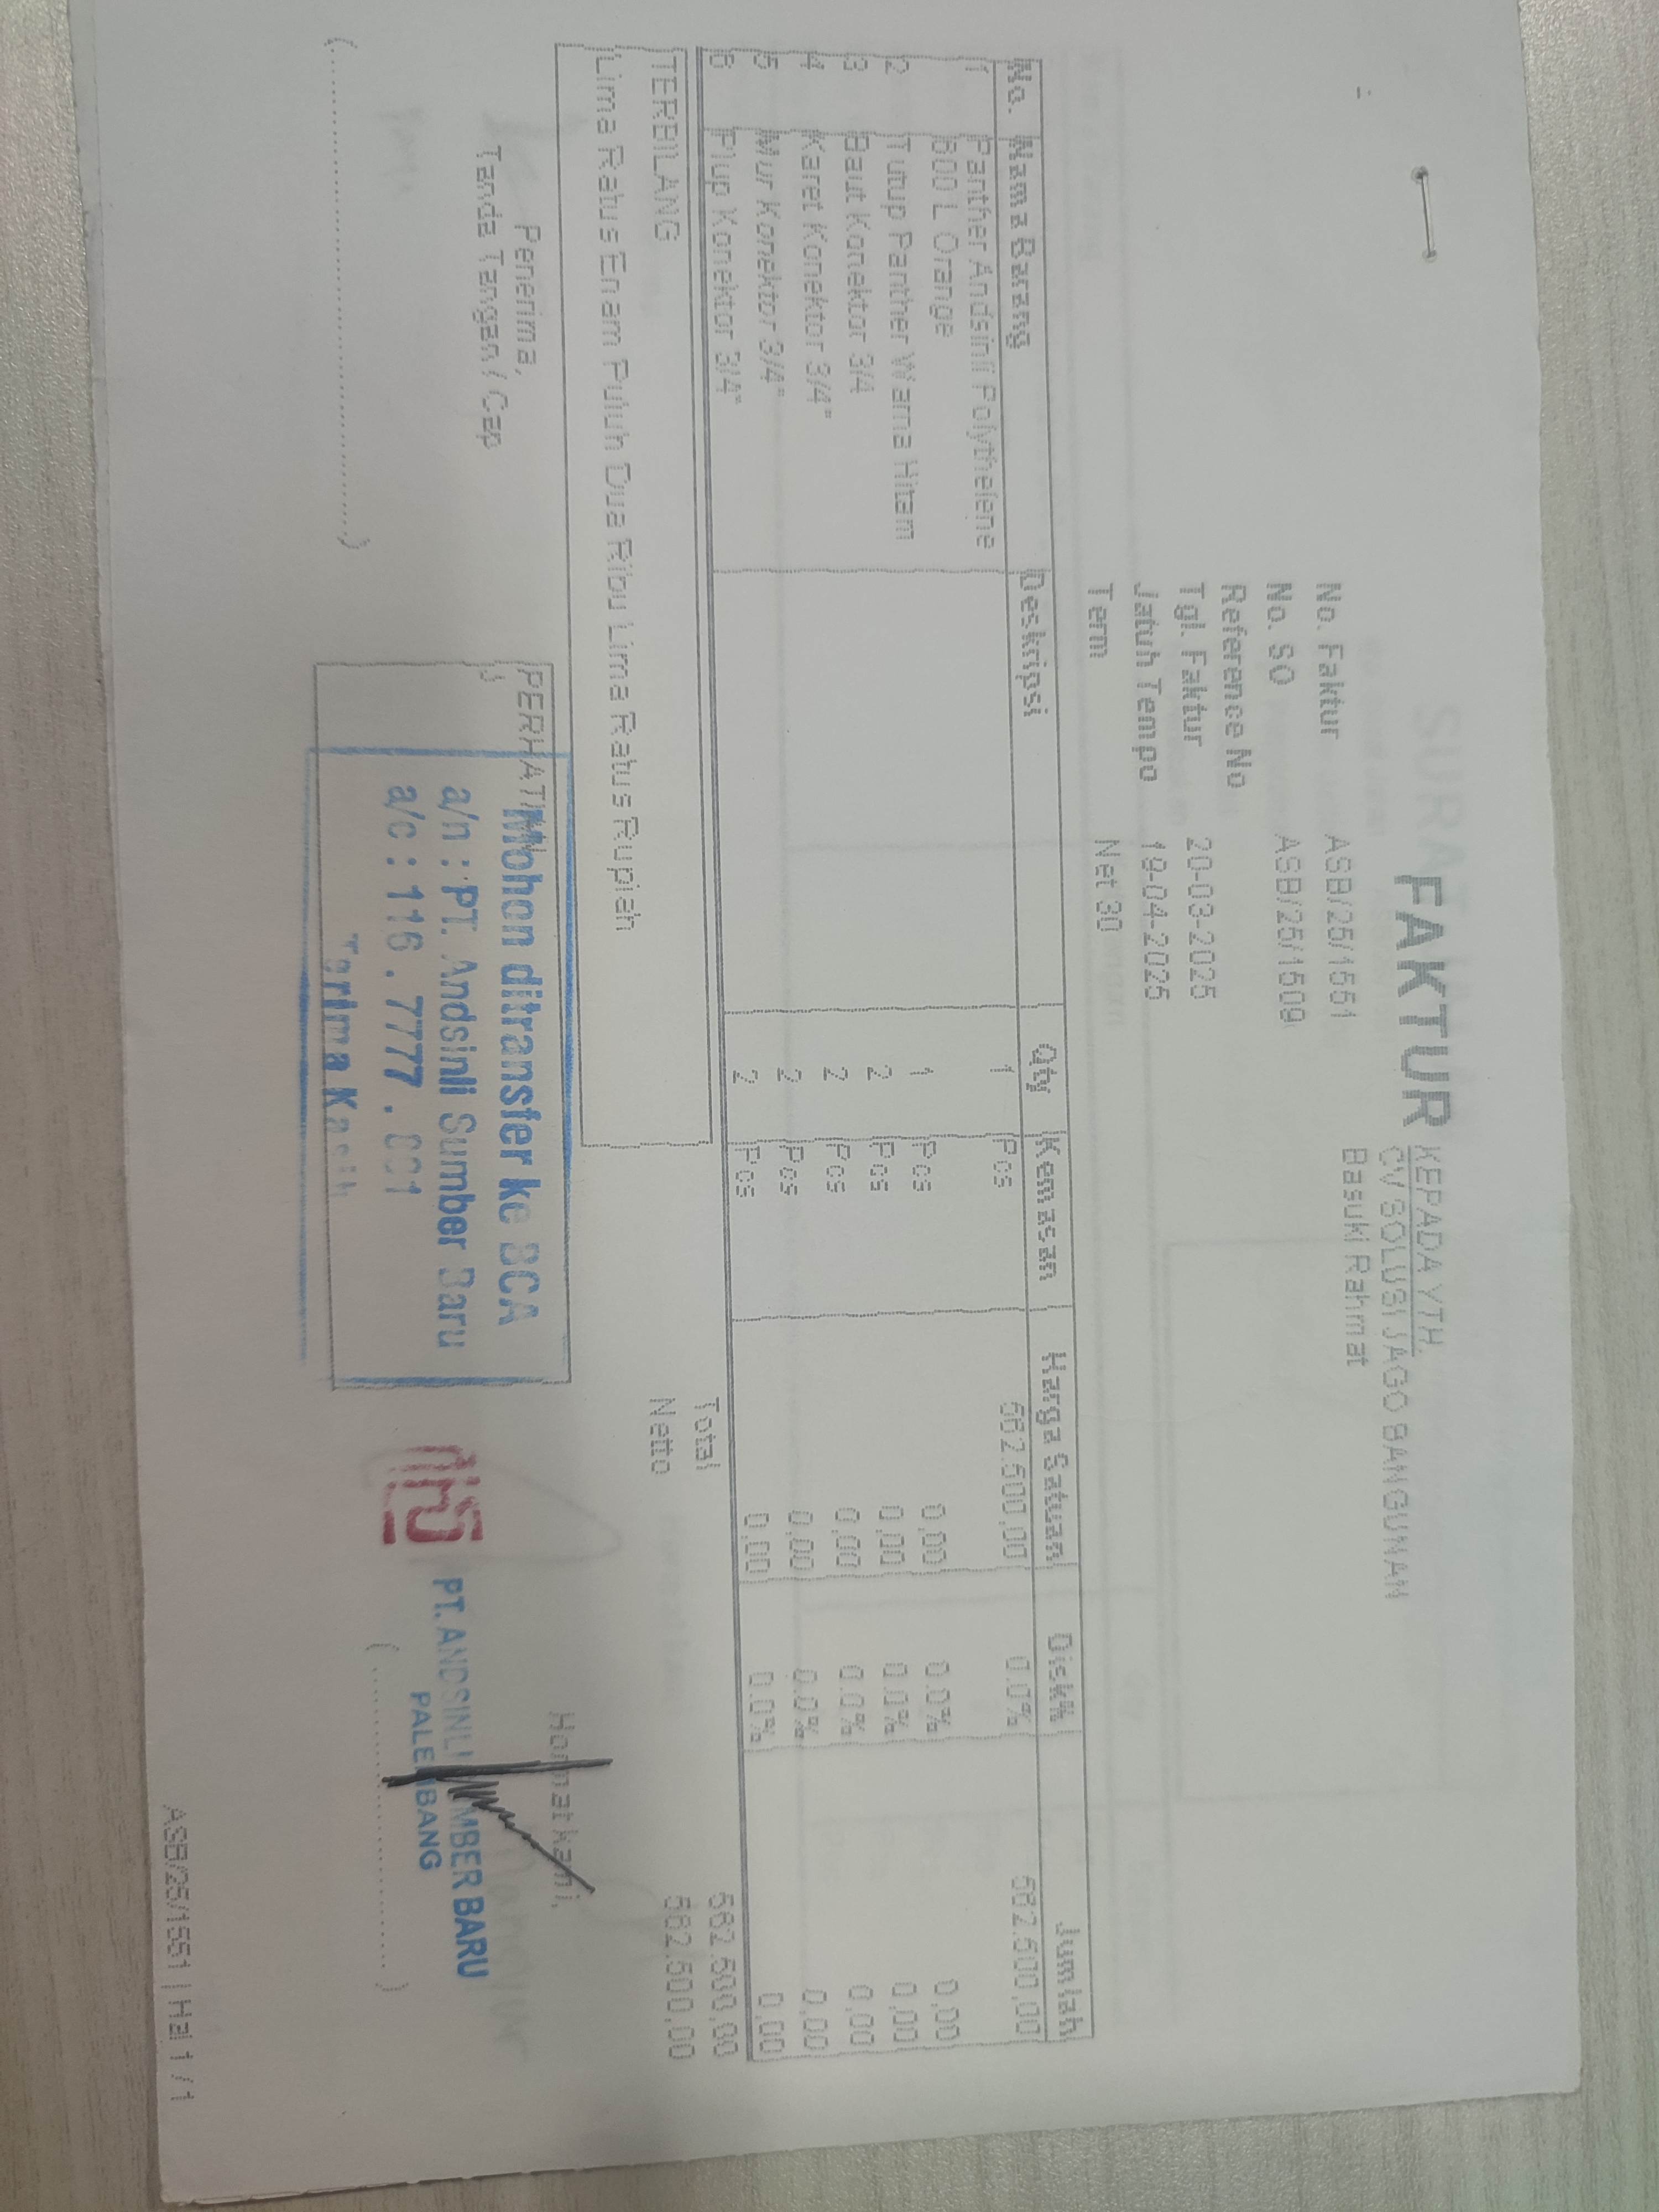 FAKTUR
KEPADA YTH.
CV SOLUSI JAGO BANGUNAN
Basuki Rahmat
:
No. Faktur ASB/25/1551
No. SO ASB/25/1509
Reference No
Tgl. Faktur 20-03-2025
Jatuh Tempo 19-04-2025
Term Net 30
No. Nama Barang Deskripsi Qty Kemasan Harga Satuan Disk% Jumlah
1 Panther Andsinli Polythelene 1 Pcs 562.500,00 0.0% 562.500,00
500 L Orange
2 Tutup Panther Warna Hitam 1 Pcs 0,00 0.0% 0,00
3 Baut Konektor 3/4 2 Pcs 0,00 0.0% 0,00
4 Karet Konektor 3/4" 2 Pcs 0,00 0.0% 0,00
5 Mur Konektor 3/4" 2 Pcs 0,00 0.0% 0,00
6 Plup Konektor 3/4" 2 Pcs 0,00 0.0% 0,00
Total 562.500,00
Netto 562.500,00
TERBILANG
Lima Ratus Enam Puluh Dua Ribu Lima Ratus Rupiah
Penerima,
Tanda Tangan / Cap
(..............................)
Mohon ditransfer ke BCA
a/n : PT. Andsinli Sumber Baru
a/c : 116 . 7777 . 001
Terima Kasih
Hormat kami,
PT. ANDSINLI SUMBER BARU
PALEMBANG
(..............................)
ASB/25/1551 | Hal 1 / 1